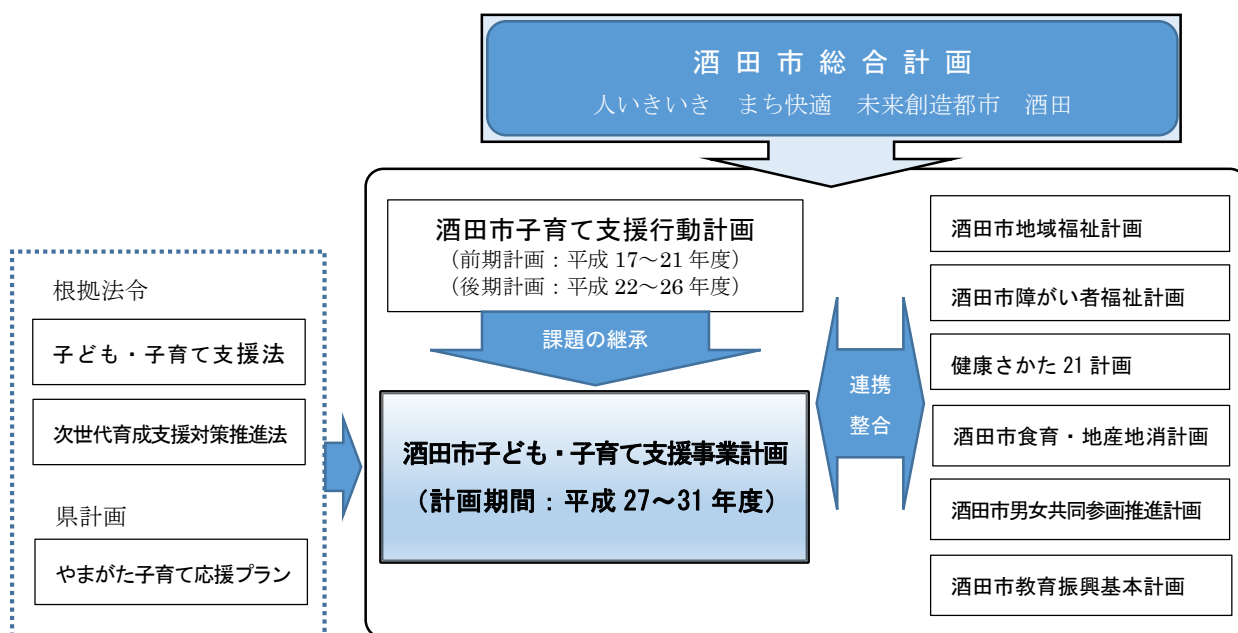 酒田市総合計画
人いきいき　まち快適　未来創造都市　酒田
根拠法令
子ども・子育て支援法
次世代育成支援対策推進法
県計画
やまがた子育て応援プラン
酒田市子育て支援行動計画
（前期計画：平成 17～21 年度）
（後期計画：平成 22～26 年度）
課題の継承
酒田市子ども・子育て支援事業計画
（計画期間：平成 27～31 年度）
連携
整合
酒田市地域福祉計画
酒田市障がい者福祉計画
健康さかた 21 計画
酒田市食育・地産地消計画
酒田市男女共同参画推進計画
酒田市教育振興基本計画